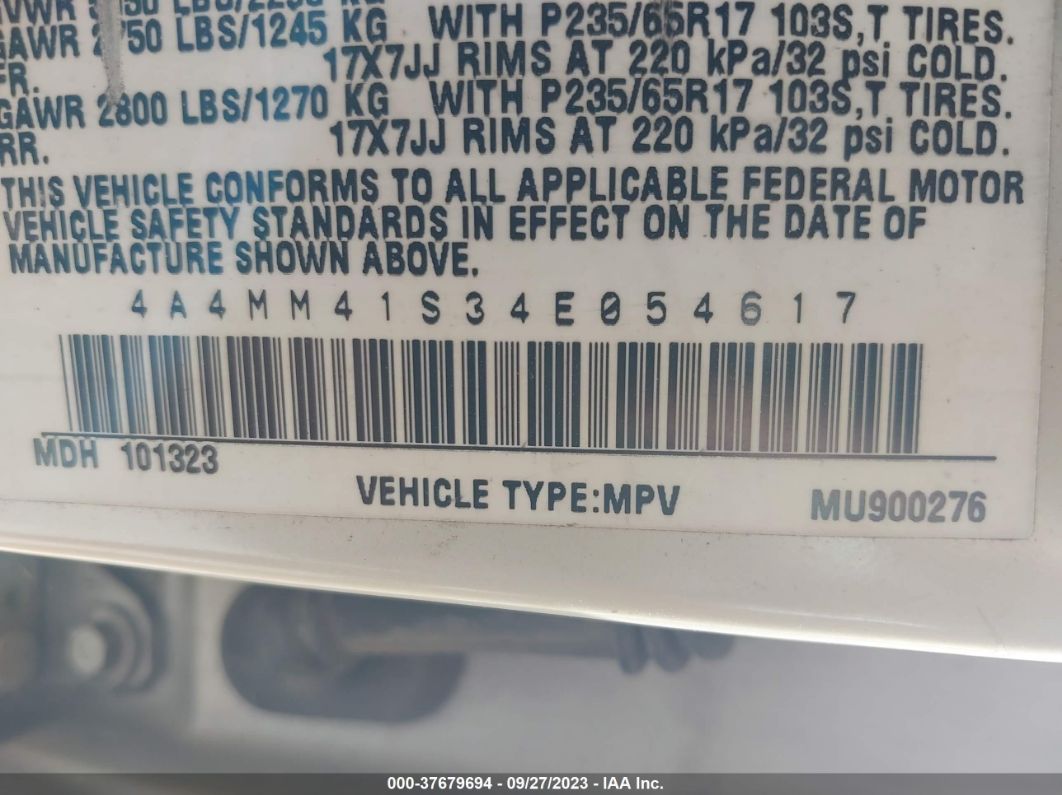 LBS/2250 KG
GAWR 2750 LBS/1245 KG WITH P235/65R17 103S,T TIRES.
FR. 17X7JJ RIMS AT 220 kPa/32 psi COLD.
GAWR 2800 LBS/1270 KG WITH P235/65R17 103S,T TIRES.
RR. 17X7JJ RIMS AT 220 kPa/32 psi COLD.
THIS VEHICLE CONFORMS TO ALL APPLICABLE FEDERAL MOTOR
VEHICLE SAFETY STANDARDS IN EFFECT ON THE DATE OF
MANUFACTURE SHOWN ABOVE.
4A4MM41S34E054617
MDH 101323
VEHICLE TYPE:MPV MU900276
000-37679694 - 09/27/2023 - IAA Inc.